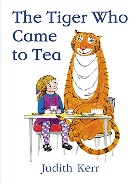 The Tiger Who
Came to Tea
Judith Kerr